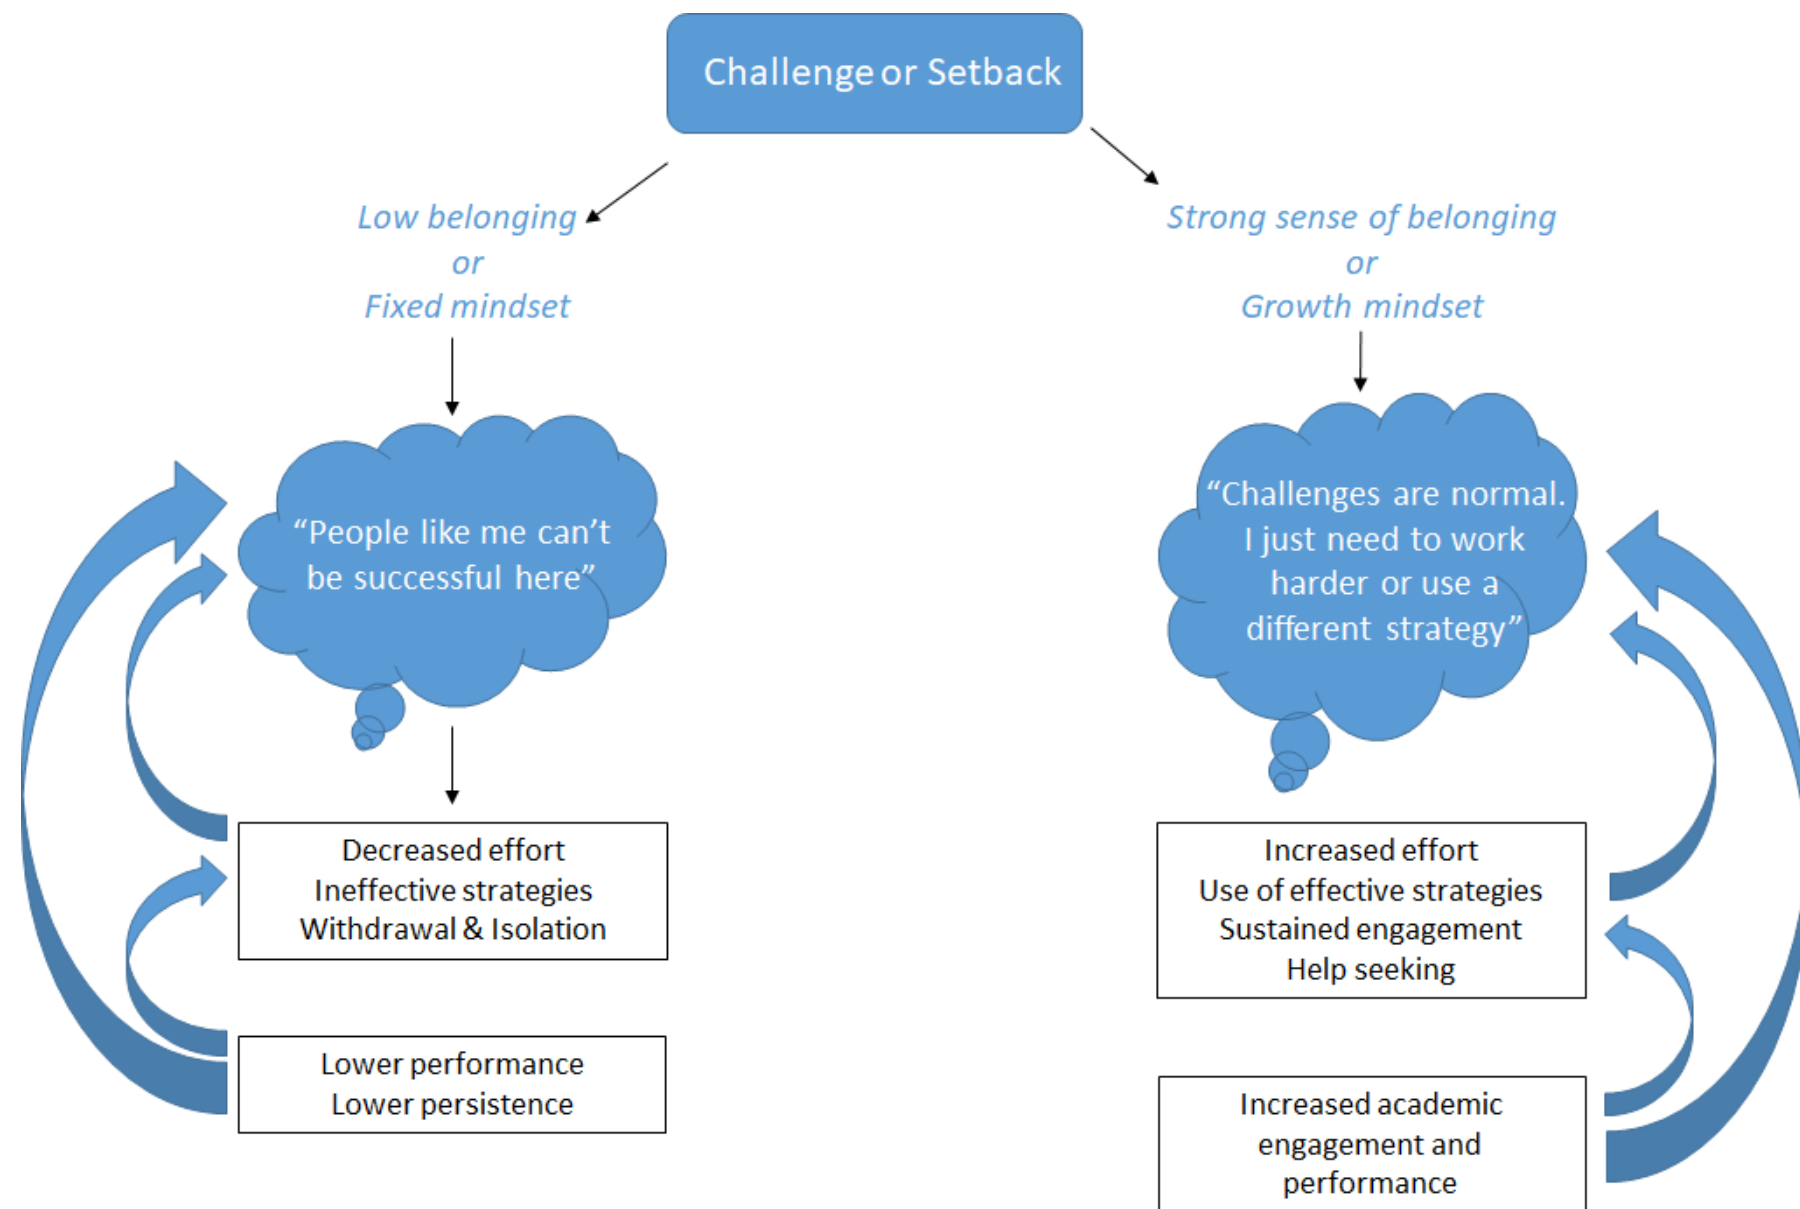 Challenge or Setback
Low belonging
or
Fixed mindset
“People like me can’t
be successful here”
Decreased effort
Ineffective strategies
Withdrawal & Isolation
Lower performance
Lower persistence
Strong sense of belonging
or
Growth mindset
“Challenges are normal.
I just need to work
harder or use a
different strategy”
Increased effort
Use of effective strategies
Sustained engagement
Help seeking
Increased academic
engagement and
performance